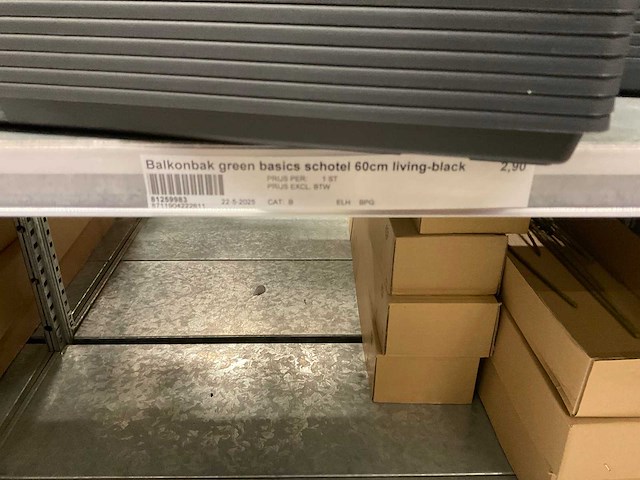 Balkonbak green basics schotel 60cm living-black 2,90
PRIJS PER: 1 ST
PRIJS EXCL. BTW
81259983
8711904222611 22-5-2025 CAT: B ELH BPG